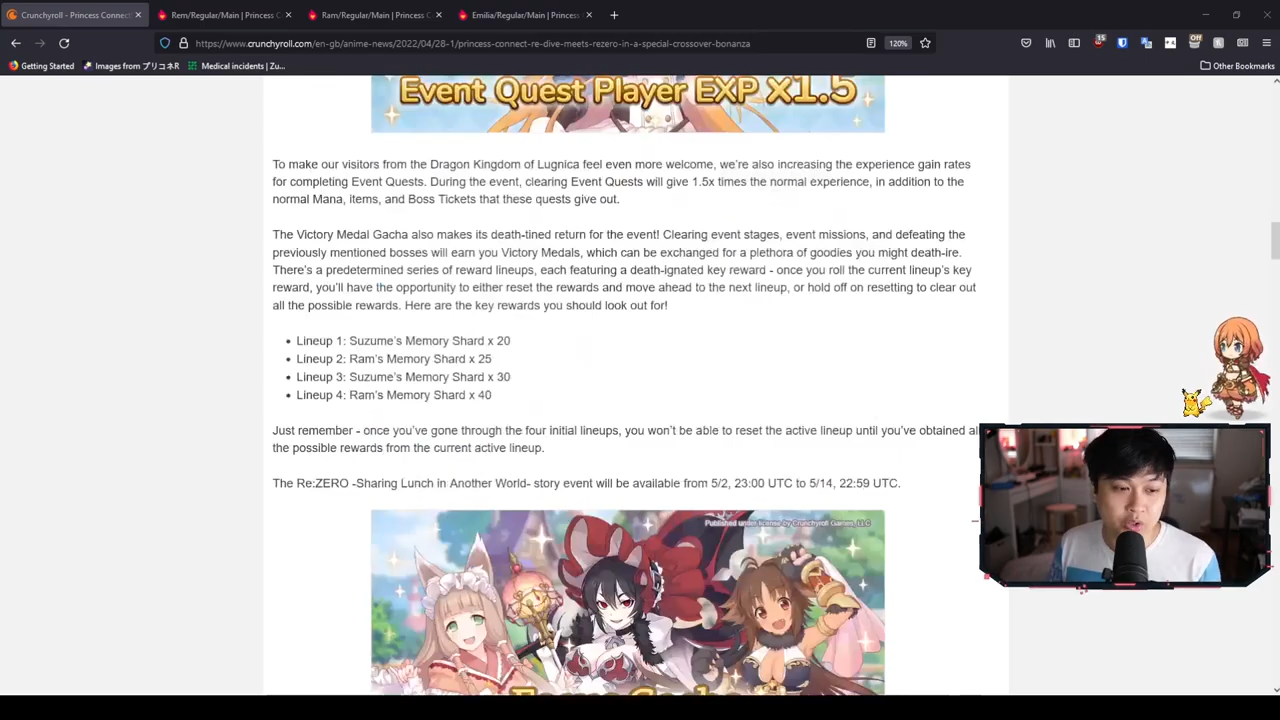 Crunchyroll - Princess Connect
Rem/Regular/Main | Princess C
Ram/Regular/Main | Princess C
Emilia/Regular/Main | Princess
https://www.crunchyroll.com/en-gb/anime-news/2022/04/28-1/princess-connect-re-dive-meets-rezero-in-a-special-crossover-bonanza
120%
15
Off
Getting Started
Images from プリコネR
Medical incidents | Zu...
Other Bookmarks
Event Quest Player EXP X1.5
To make our visitors from the Dragon Kingdom of Lugnica feel even more welcome, we're also increasing the experience gain rates
for completing Event Quests. During the event, clearing Event Quests will give 1.5x times the normal experience, in addition to the
normal Mana, items, and Boss Tickets that these quests give out.
The Victory Medal Gacha also makes its death-tined return for the event! Clearing event stages, event missions, and defeating the
previously mentioned bosses will earn you Victory Medals, which can be exchanged for a plethora of goodies you might death-ire.
There's a predetermined series of reward lineups, each featuring a death-ignated key reward - once you roll the current lineup's key
reward, you'll have the opportunity to either reset the rewards and move ahead to the next lineup, or hold off on resetting to clear out
all the possible rewards. Here are the key rewards you should look out for!
• Lineup 1: Suzume's Memory Shard x 20
• Lineup 2: Ram's Memory Shard x 25
• Lineup 3: Suzume's Memory Shard x 30
• Lineup 4: Ram's Memory Shard x 40
Just remember - once you've gone through the four initial lineups, you won't be able to reset the active lineup until you've obtained al
the possible rewards from the current active lineup.
The Re:ZERO -Sharing Lunch in Another World- story event will be available from 5/2, 23:00 UTC to 5/14, 22:59 UTC.
Published under license by Crunchyroll Games, LLC